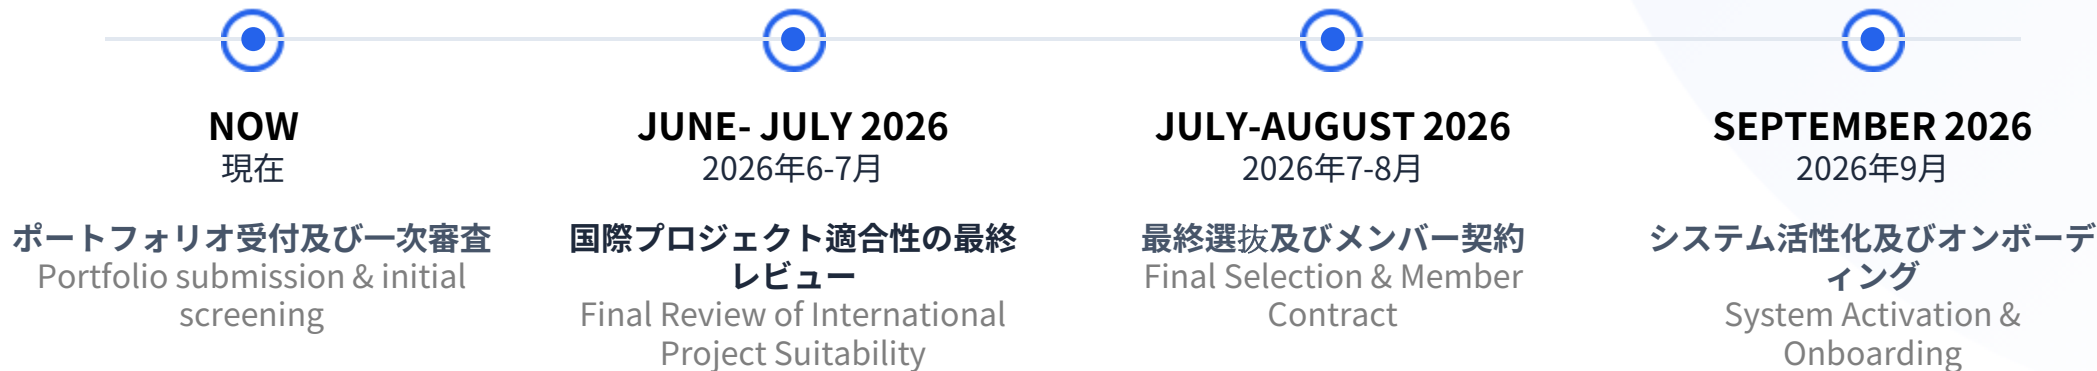 NOW
現在
ポートフォリオ受付及び一次審査
Portfolio submission & initial
screening
JUNE- JULY 2026
2026年6-7月
国際プロジェクト適合性の最終
レビュー
Final Review of International
Project Suitability
JULY-AUGUST 2026
2026年7-8月
最終選抜及びメンバー契約
Final Selection & Member
Contract
SEPTEMBER 2026
2026年9月
システム活性化及びオンボーデ
ィング
System Activation &
Onboarding